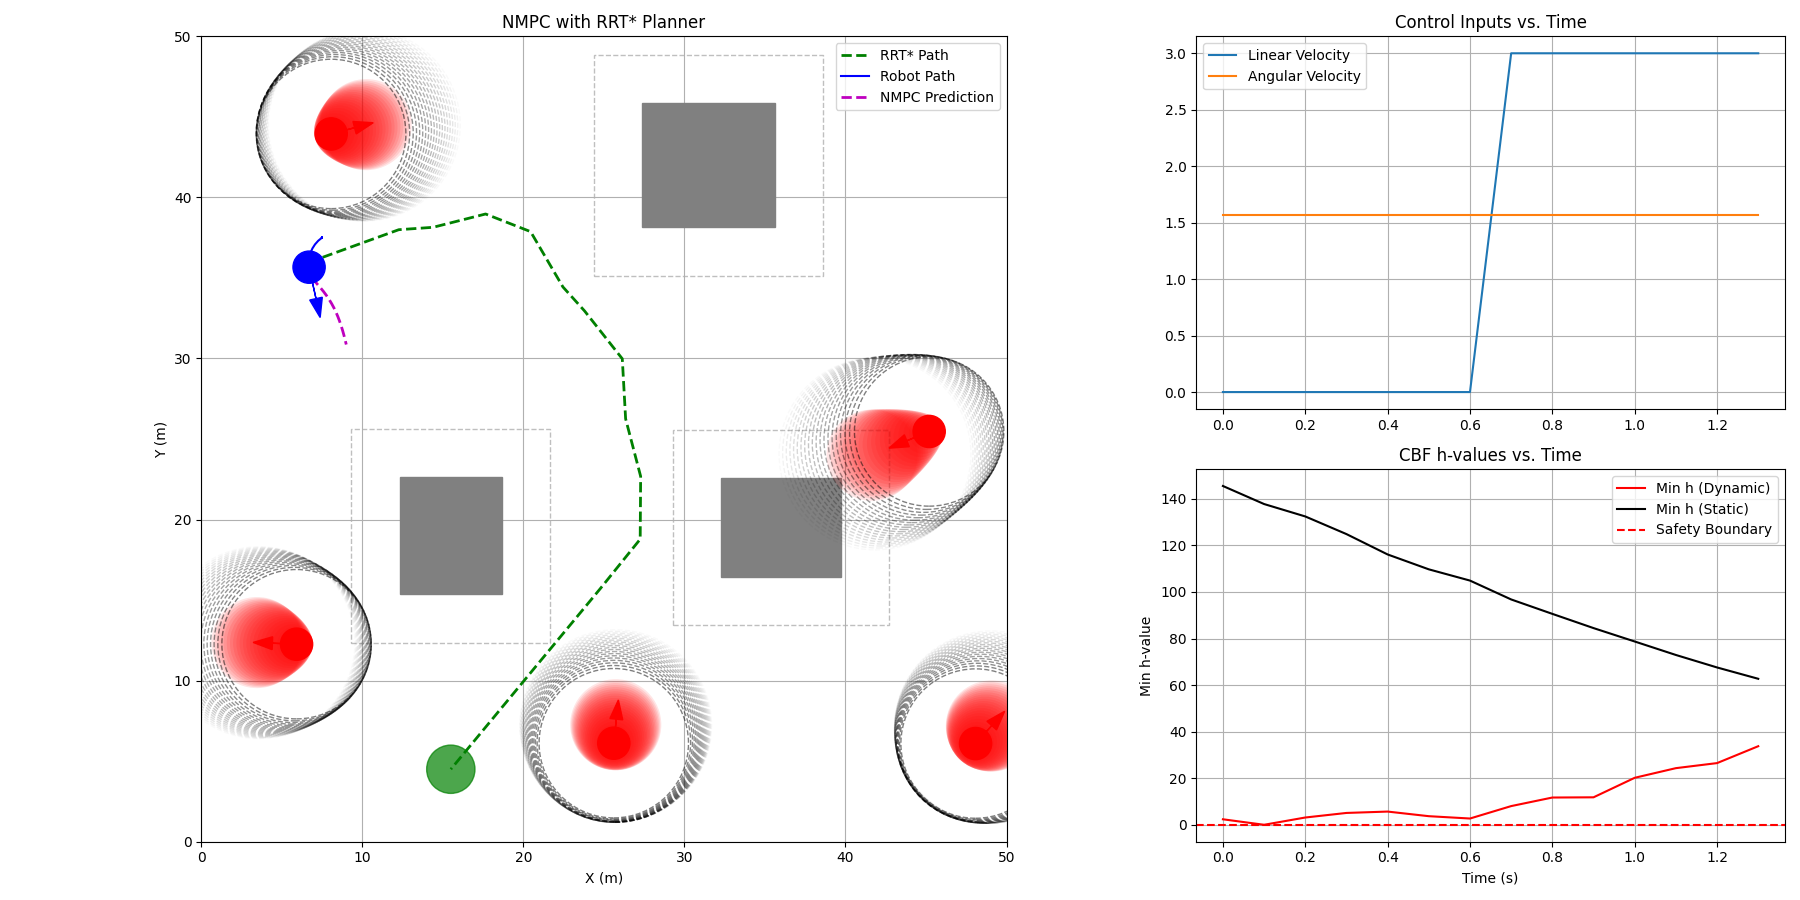 NMPC with RRT* Planner
50
40
30
20
10
0
Y (m)
RRT* Path
Robot Path
NMPC Prediction
0 10 20 30 40 50
X (m)
Control Inputs vs. Time
3.0
2.5
2.0
1.5
1.0
0.5
0.0
Linear Velocity
Angular Velocity
0.0 0.2 0.4 0.6 0.8 1.0 1.2
CBF h-values vs. Time
140
120
100
80
60
40
20
0
Min h-value
Min h (Dynamic)
Min h (Static)
Safety Boundary
0.0 0.2 0.4 0.6 0.8 1.0 1.2
Time (s)